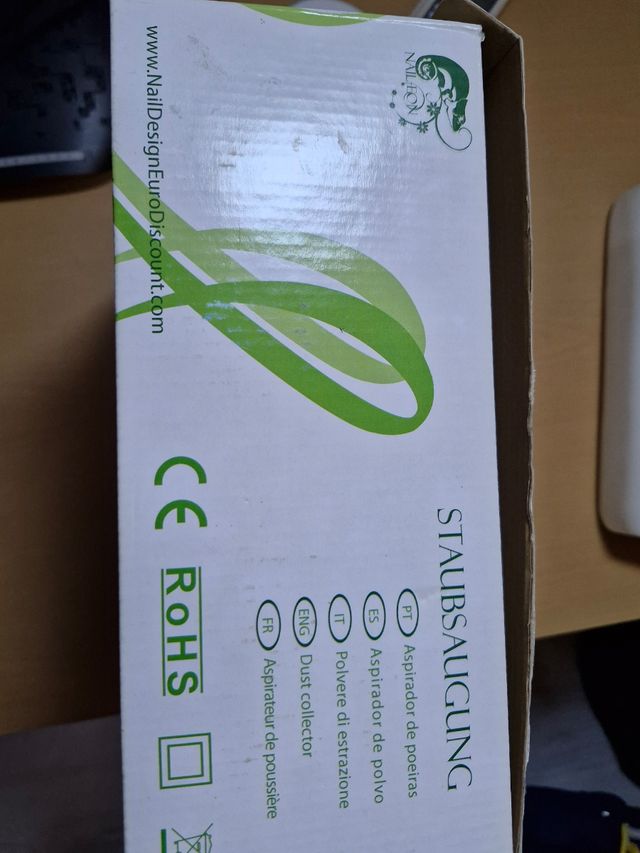 NAIL-EON
STAUBSAUGUNG
PT Aspirador de poeiras
ES Aspirador de polvo
IT Polvere di estrazione
ENG Dust collector
FR Aspirateur de poussière
www.NailDesignEuroDiscount.com
CE RoHS